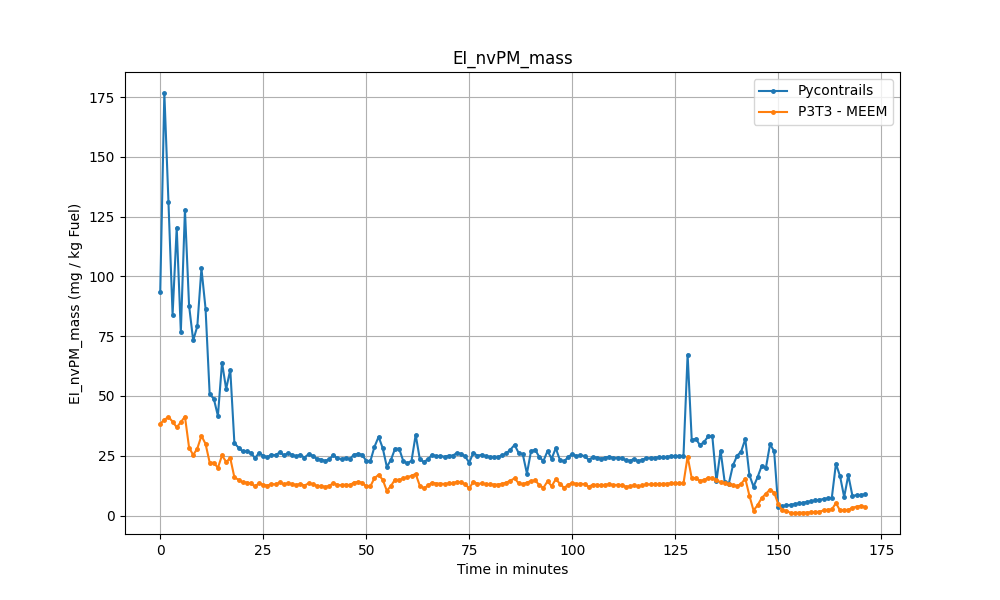 EI_nvPM_mass
Pycontrails
P3T3 - MEEM
EI_nvPM_mass (mg / kg Fuel)
175
150
125
100
75
50
25
0
0 25 50 75 100 125 150 175
Time in minutes